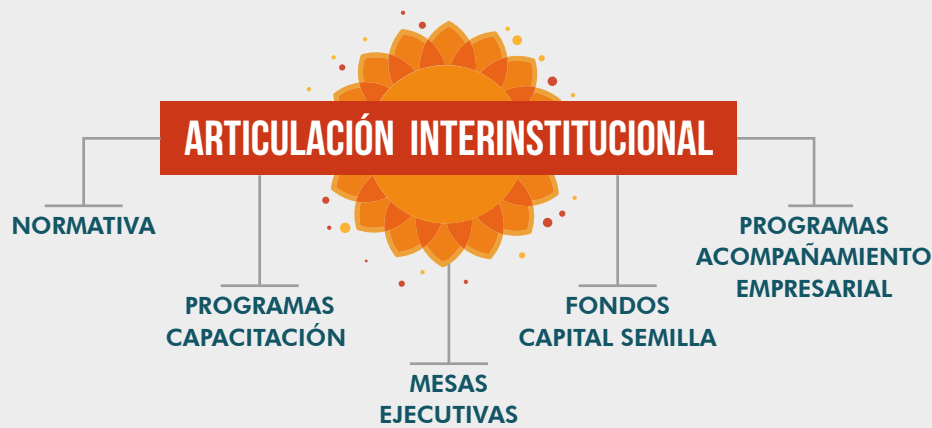 ARTICULACIÓN INTERINSTITUCIONAL
NORMATIVA
PROGRAMAS
CAPACITACIÓN
MESAS
EJECUTIVAS
FONDOS
CAPITAL SEMILLA
PROGRAMAS
ACOMPAÑAMIENTO
EMPRESARIAL